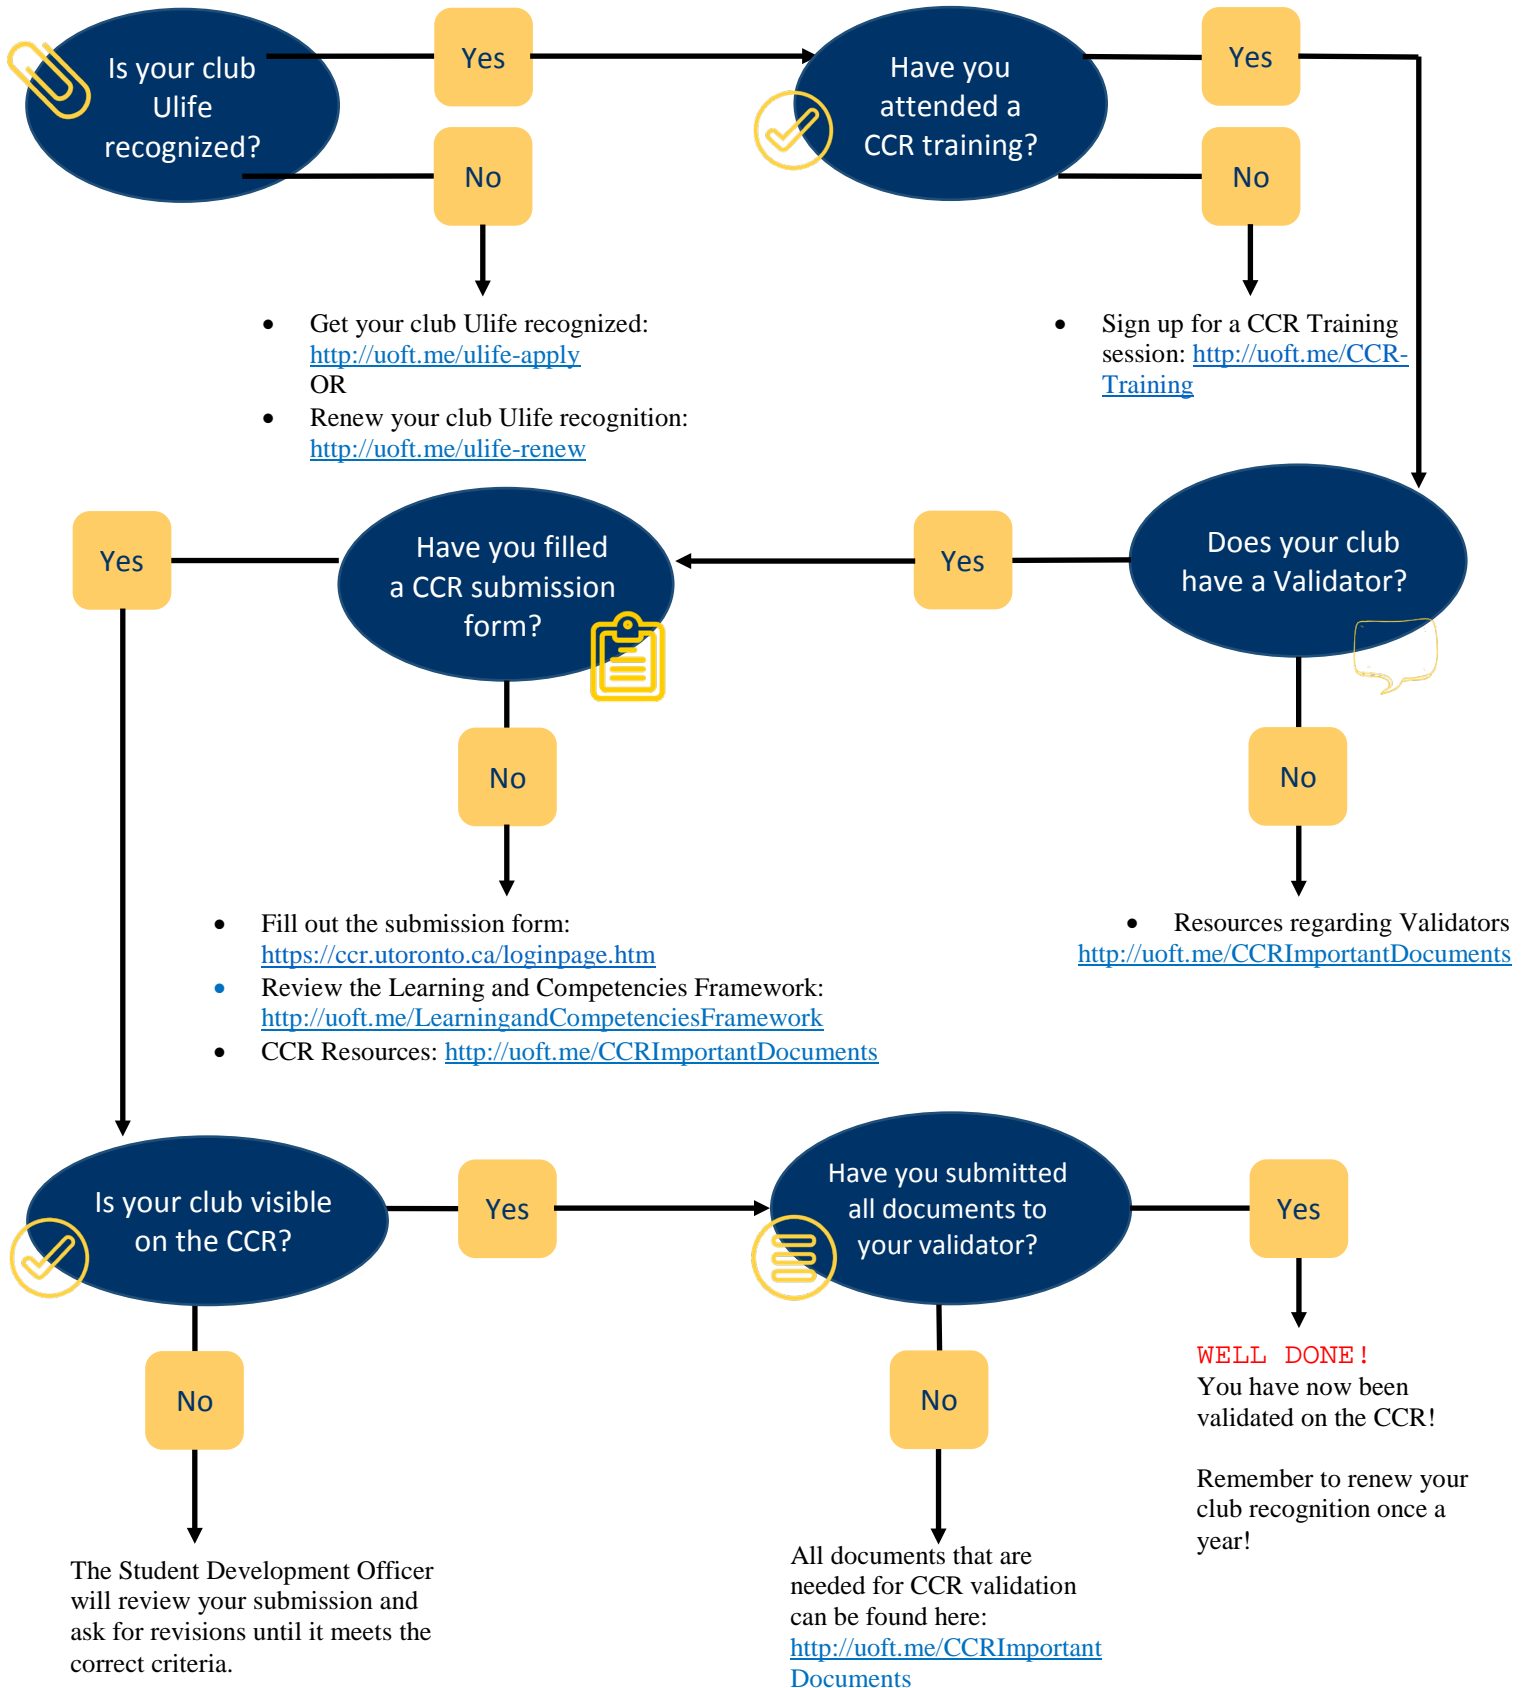 Is your club
Ulife
recognized?
Yes
No
Have you
attended a
CCR training?
Yes
No
• Get your club Ulife recognized:
http://uoft.me/ulife-apply
OR
• Renew your club Ulife recognition:
http://uoft.me/ulife-renew
• Sign up for a CCR Training
session: http://uoft.me/CCR-
Training
Does your club
have a Validator?
Yes
No
Have you filled
a CCR submission
form?
Yes
No
• Resources regarding Validators
http://uoft.me/CCRImportantDocuments
• Fill out the submission form:
https://ccr.utoronto.ca/loginpage.htm
• Review the Learning and Competencies Framework:
http://uoft.me/LearningandCompetenciesFramework
• CCR Resources: http://uoft.me/CCRImportantDocuments
Is your club visible
on the CCR?
Yes
No
Have you submitted
all documents to
your validator?
Yes
No
The Student Development Officer
will review your submission and
ask for revisions until it meets the
correct criteria.
All documents that are
needed for CCR validation
can be found here:
http://uoft.me/CCRImportant
Documents
WELL DONE!
You have now been
validated on the CCR!
Remember to renew your
club recognition once a
year!